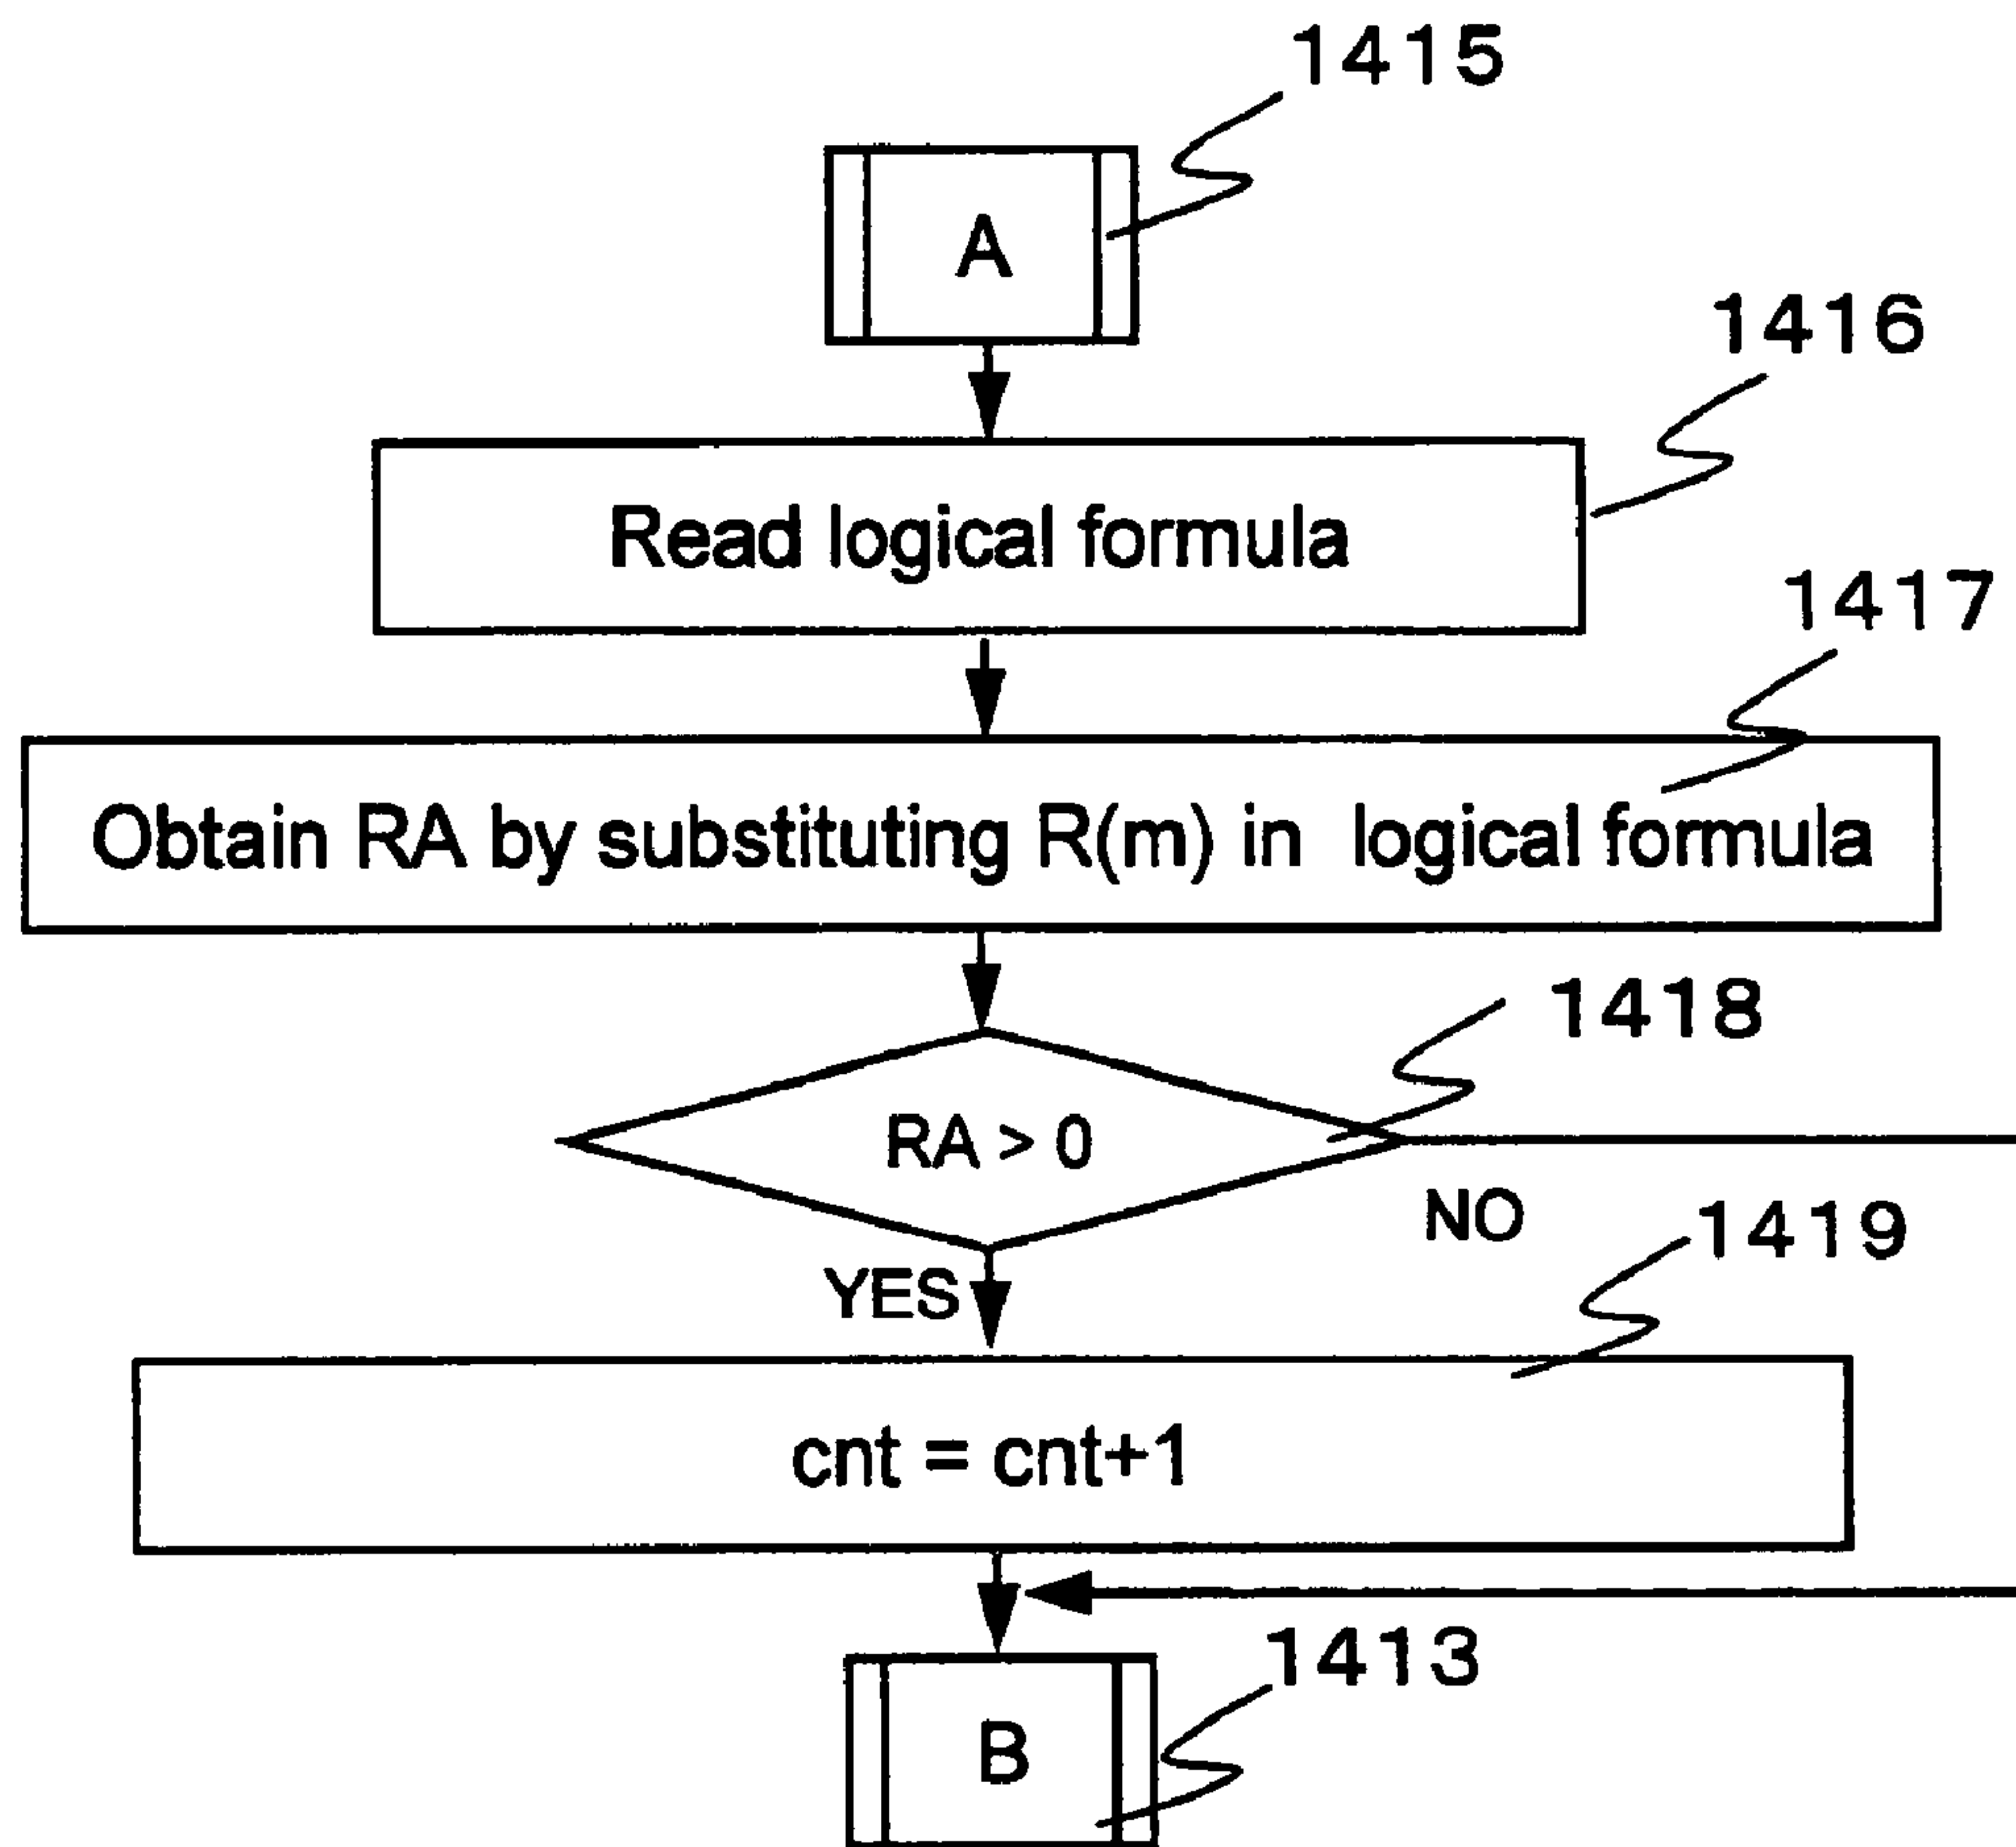 1415
A
1416
Read logical formula
1417
Obtain RA by substituting R(m) in logical formula
1418
RA > 0
NO
1419
YES
cnt = cnt+1
1413
B